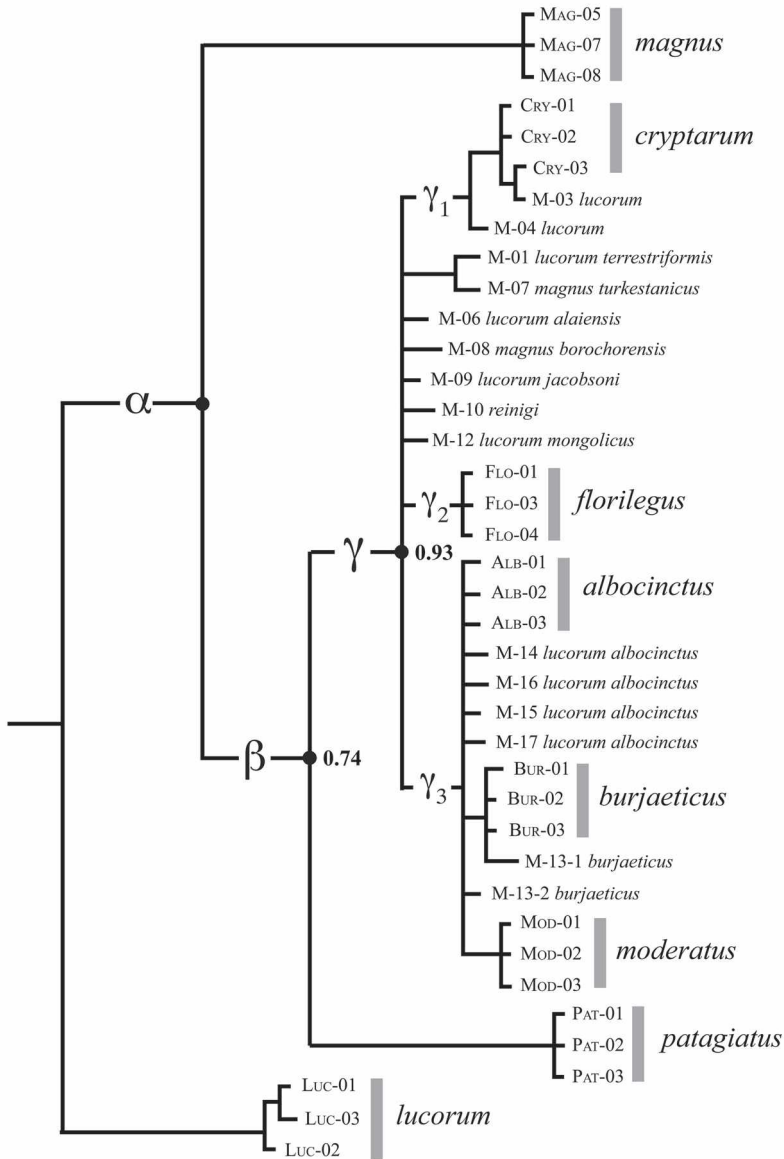 MAG-05
MAG-07
MAG-08
magnus
CRY-01
CRY-02
CRY-03
cryptarum
M-03 lucorum
γ1
M-04 lucorum
M-01 lucorum terrestriformis
M-07 magnus turkestanicus
M-06 lucorum alaiensis
M-08 magnus borochorensis
M-09 lucorum jacobsoni
α
M-10 reinigi
M-12 lucorum mongolicus
FLO-01
FLO-03
FLO-04
florilegus
γ2
γ
0.93
ALB-01
ALB-02
ALB-03
albocinctus
M-14 lucorum albocinctus
M-16 lucorum albocinctus
M-15 lucorum albocinctus
M-17 lucorum albocinctus
β
0.74
γ3
BUR-01
BUR-02
BUR-03
burjaeticus
M-13-1 burjaeticus
M-13-2 burjaeticus
MOD-01
MOD-02
MOD-03
moderatus
PAT-01
PAT-02
PAT-03
patagiatus
LUC-01
LUC-03
LUC-02
lucorum